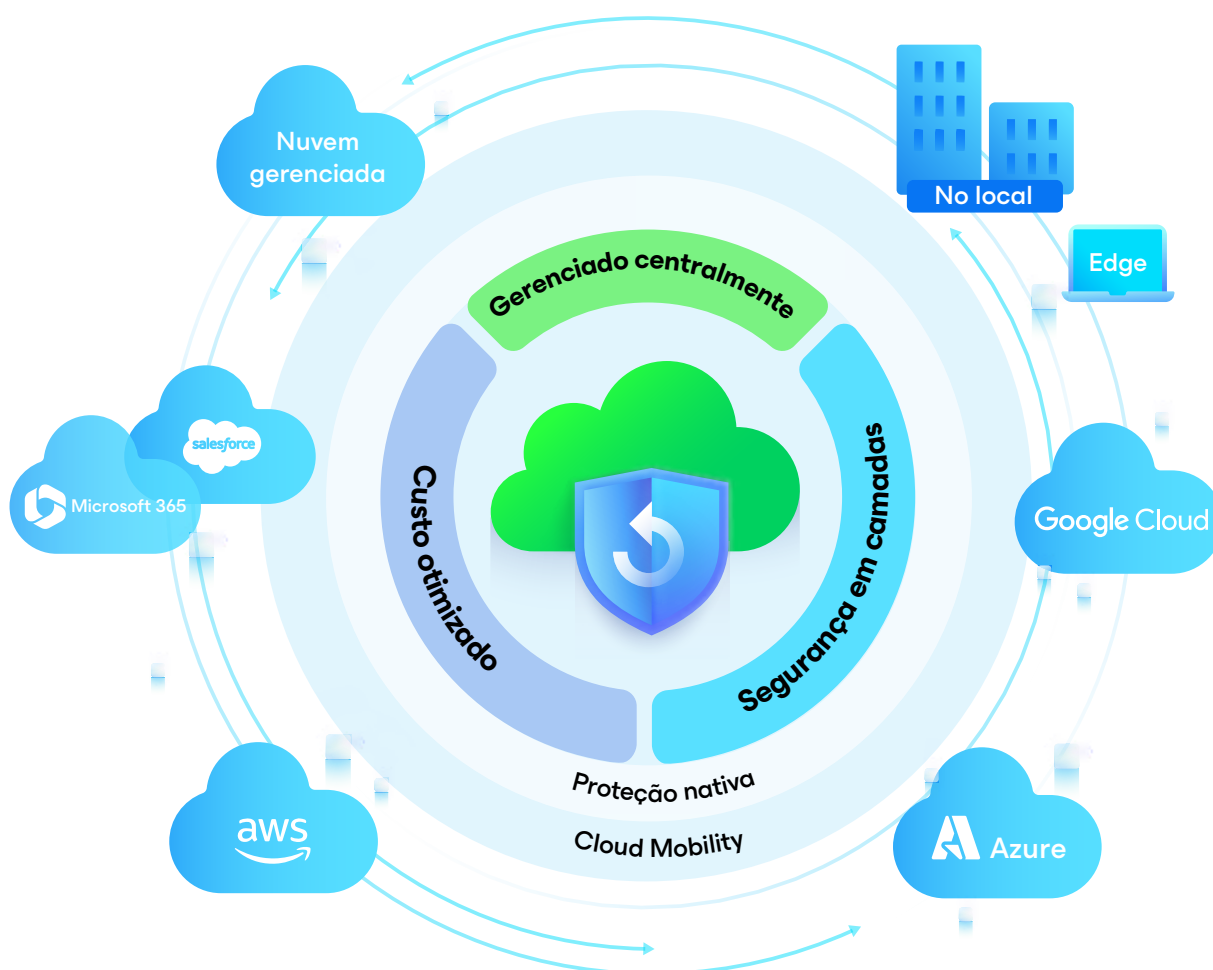 Nuvem
gerenciada
No local
Edge
Gerenciado centralmente
salesforce
Microsoft 365
Custo otimizado
Segurança em camadas
Google Cloud
Proteção nativa
Cloud Mobility
aws
Azure